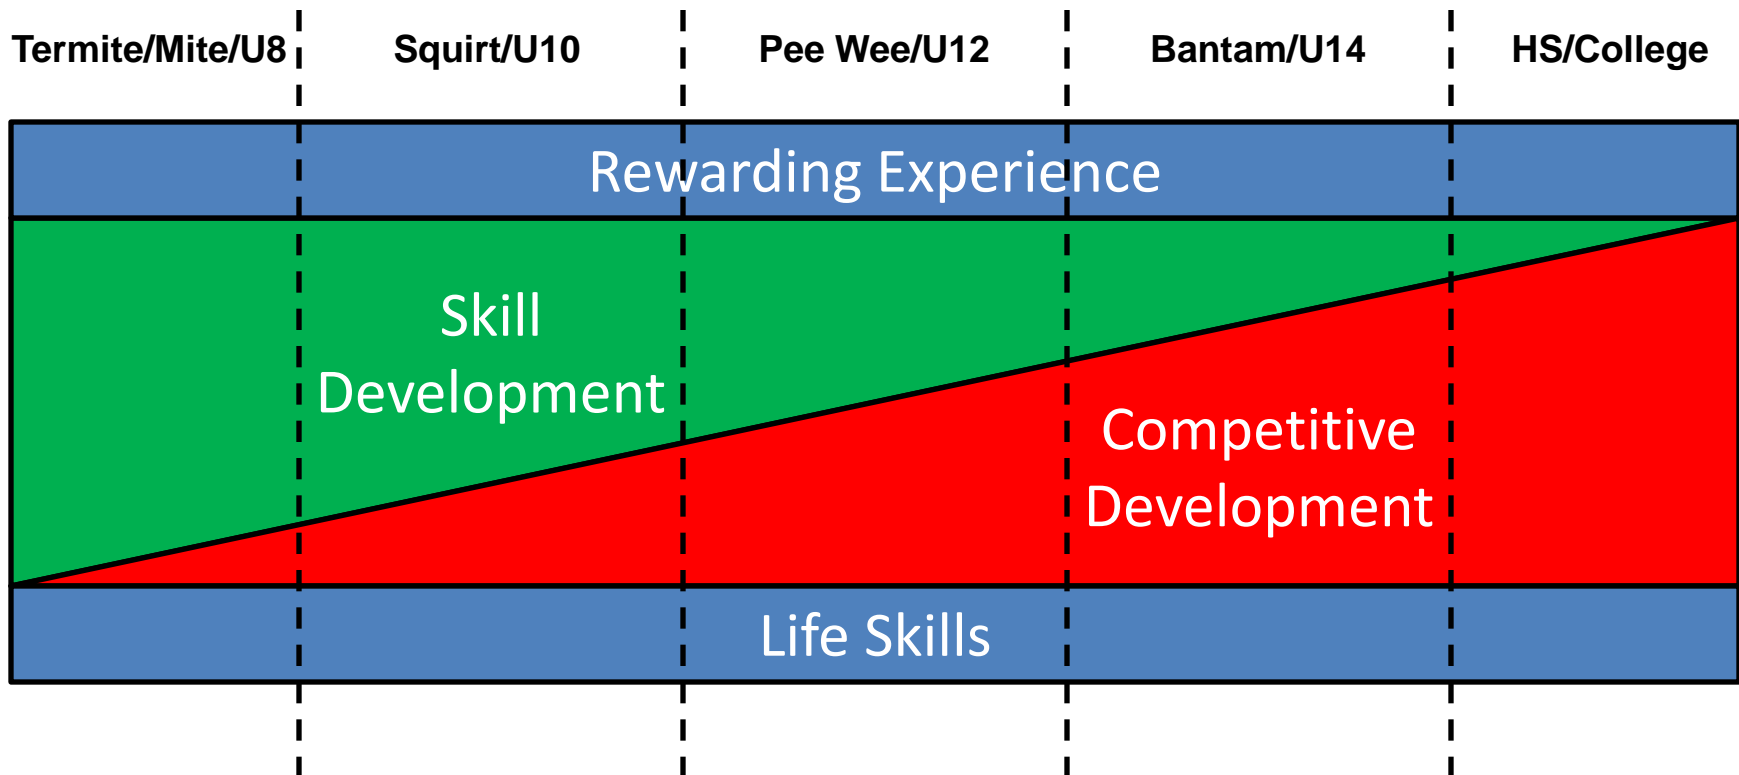 Termite/Mite/U8 Squirt/U10 Pee Wee/U12 Bantam/U14 HS/College
Rewarding Experience
Skill
Development
Competitive
Development
Life Skills